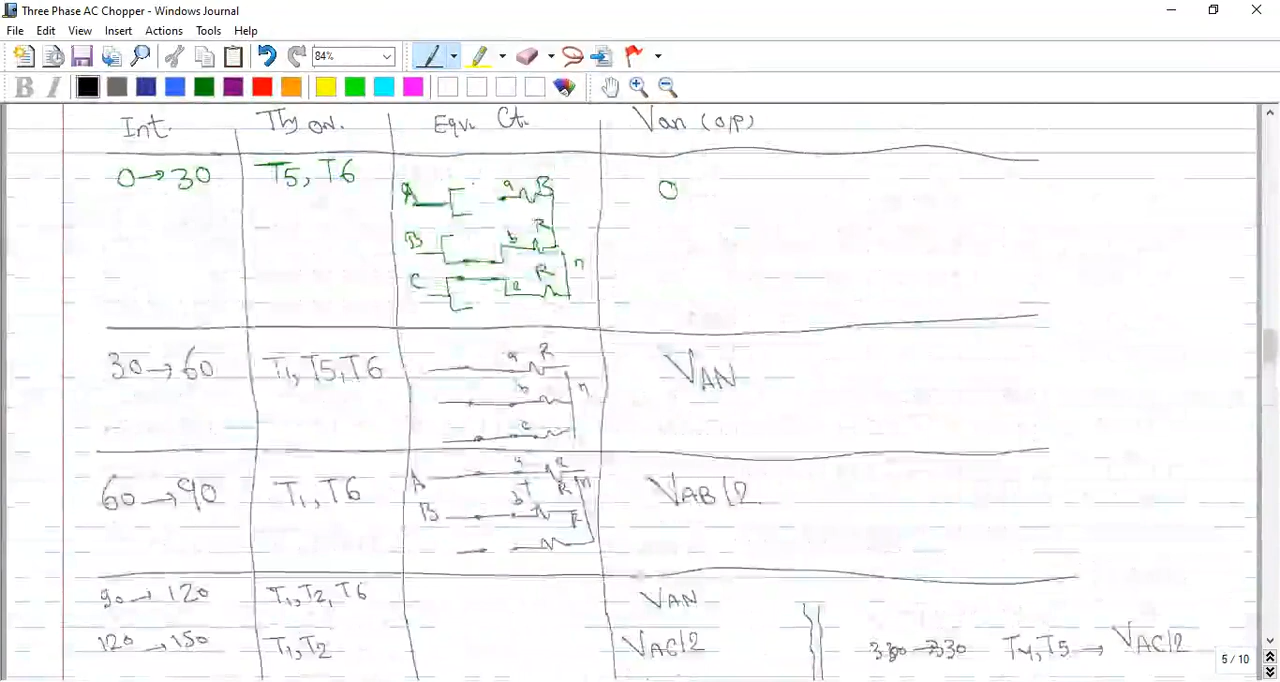 Three Phase AC Chopper - Windows Journal
File Edit View Insert Actions Tools Help
84%
B I
Int. Thy on. Equi Ct. Van (o/p)
0→30 T5, T6 0
A a B
B b R
C R n
30→60 T1, T5, T6 VAN
a R
b n
c
60→90 T1, T6 VAB/2
A a R
B b R n
R
90→120 T1, T2, T6 VAN
120→150 T1, T2 VAC/2
330 T4, T5 → VAC/2
5 / 10